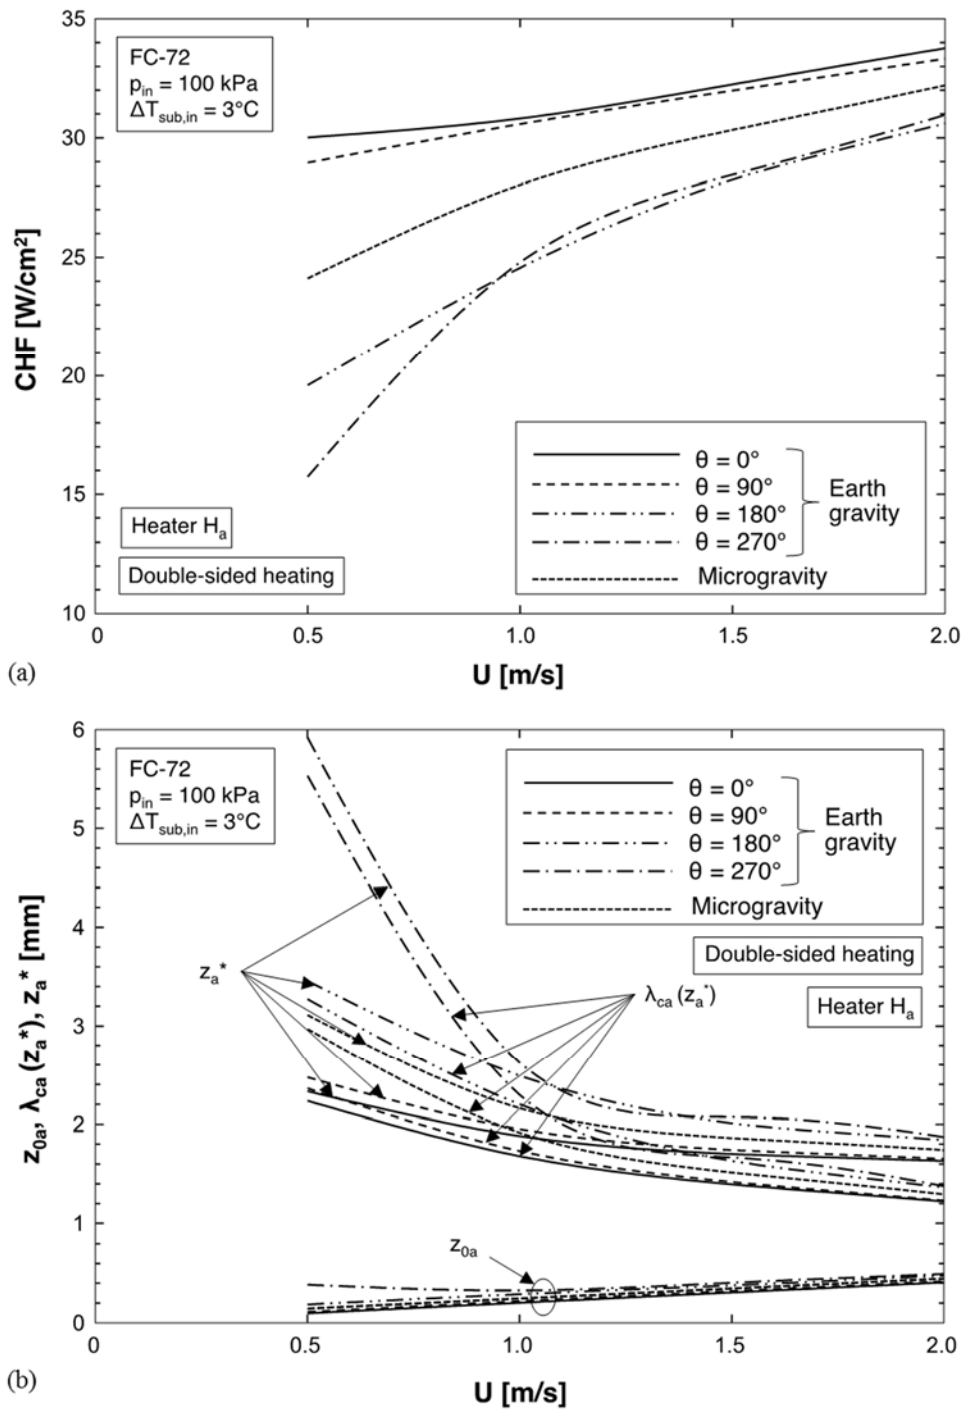 35
30
25
20
15
10
CHF [W/cm²]
FC-72
p_in = 100 kPa
ΔT_sub,in = 3°C
θ = 0°
θ = 90°
θ = 180°
θ = 270°
Earth
gravity
Microgravity
Heater H_a
Double-sided heating
0 0.5 1.0 1.5 2.0
U [m/s]
(a)
6
5
4
3
2
1
0
z_0a, λ_ca (z_a*), z_a* [mm]
FC-72
p_in = 100 kPa
ΔT_sub,in = 3°C
θ = 0°
θ = 90°
θ = 180°
θ = 270°
Earth
gravity
Microgravity
Double-sided heating
Heater H_a
z_a*
λ_ca (z_a*)
z_0a
0 0.5 1.0 1.5 2.0
U [m/s]
(b)